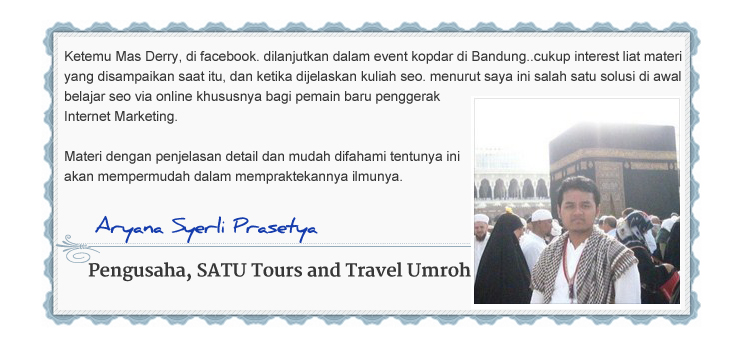 Ketemu Mas Derry, di facebook. dilanjutkan dalam event kopdar di Bandung..cukup interest liat materi
yang disampaikan saat itu, dan ketika dijelaskan kuliah seo. menurut saya ini salah satu solusi di awal
belajar seo via online khususnya bagi pemain baru penggerak
Internet Marketing.
Materi dengan penjelasan detail dan mudah difahami tentunya ini
akan mempermudah dalam mempraktekannya ilmunya.
Aryana Syerli Prasetya
Pengusaha, SATU Tours and Travel Umroh